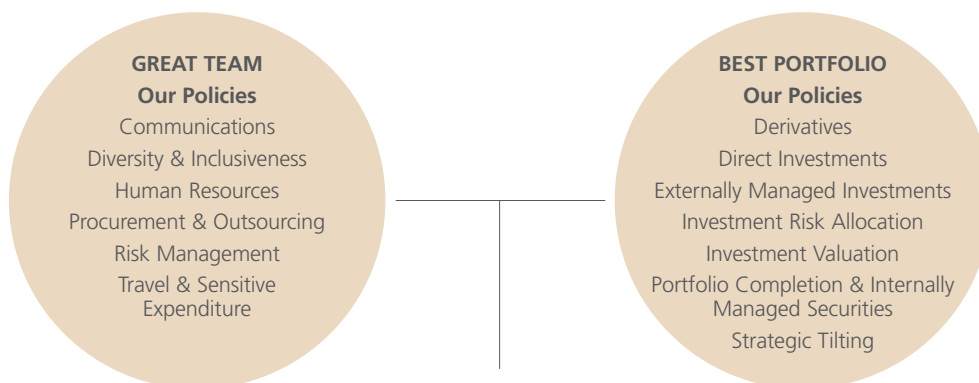 GREAT TEAM
Our Policies
Communications
Diversity & Inclusiveness
Human Resources
Procurement & Outsourcing
Risk Management
Travel & Sensitive
Expenditure
BEST PORTFOLIO
Our Policies
Derivatives
Direct Investments
Externally Managed Investments
Investment Risk Allocation
Investment Valuation
Portfolio Completion & Internally
Managed Securities
Strategic Tilting